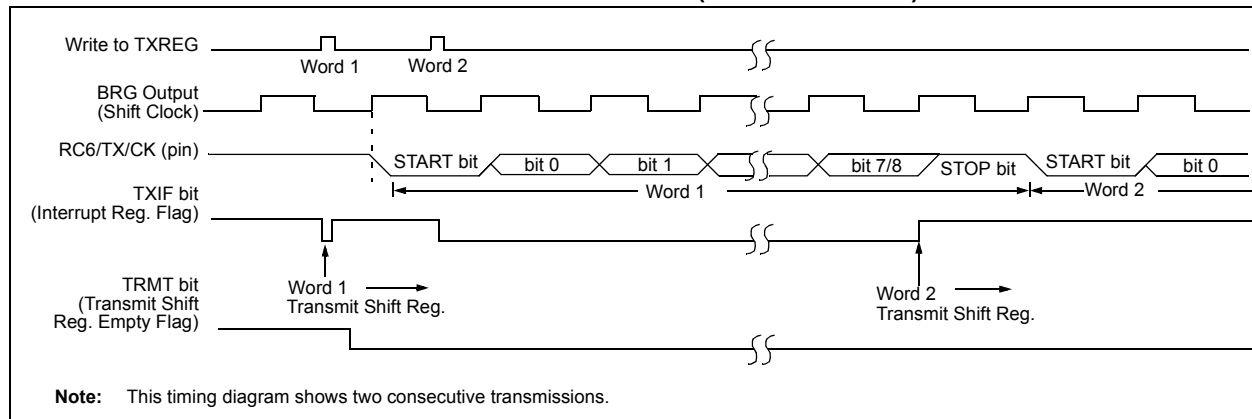 Write to TXREG
Word 1
Word 2
BRG Output
(Shift Clock)
RC6/TX/CK (pin)
START bit
bit 0
bit 1
bit 7/8
STOP bit
START bit
bit 0
Word 1
Word 2
TXIF bit
(Interrupt Reg. Flag)
Word 1
Transmit Shift Reg.
Word 2
Transmit Shift Reg.
TRMT bit
(Transmit Shift
Reg. Empty Flag)
Note: This timing diagram shows two consecutive transmissions.